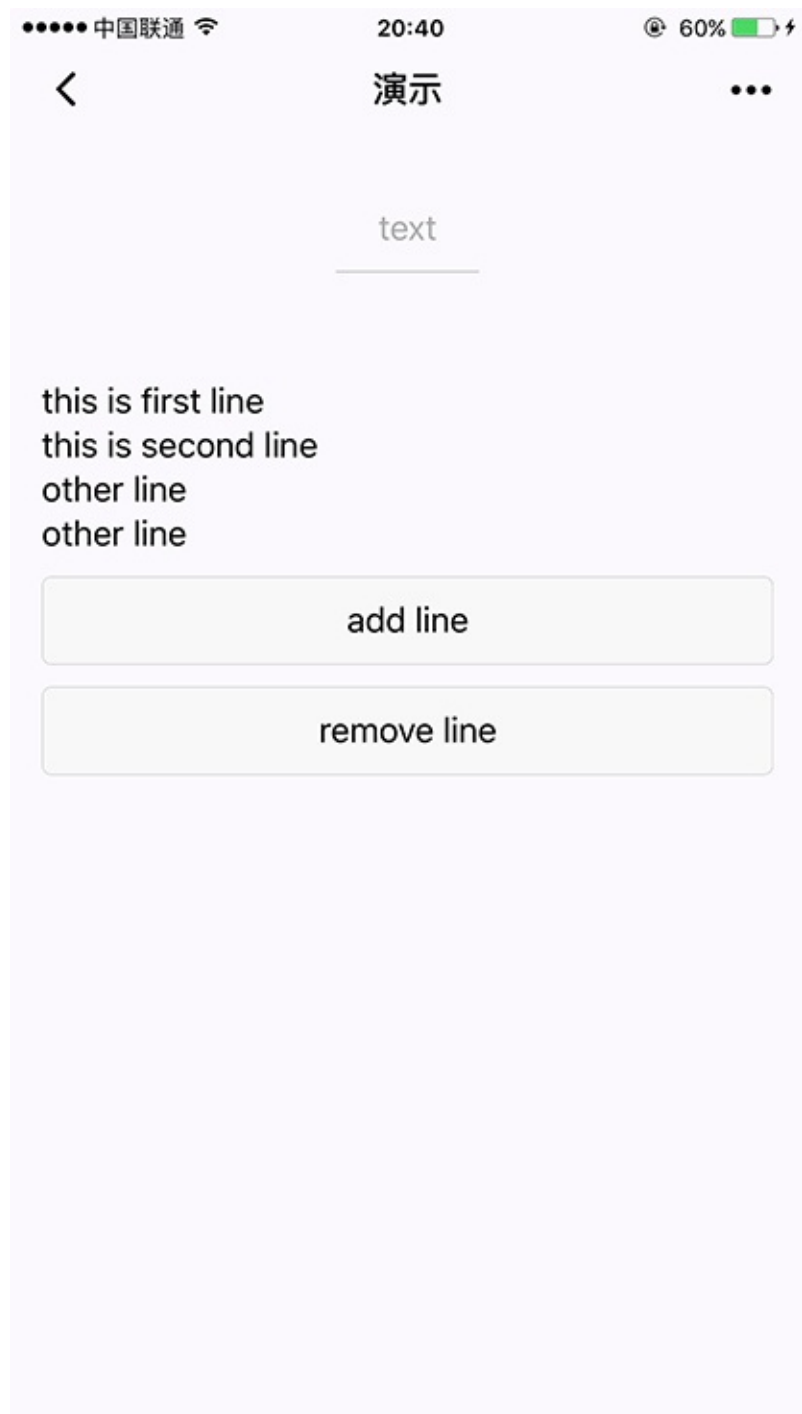 中国联通 20:40 60%
演示
text
this is first line
this is second line
other line
other line
add line
remove line